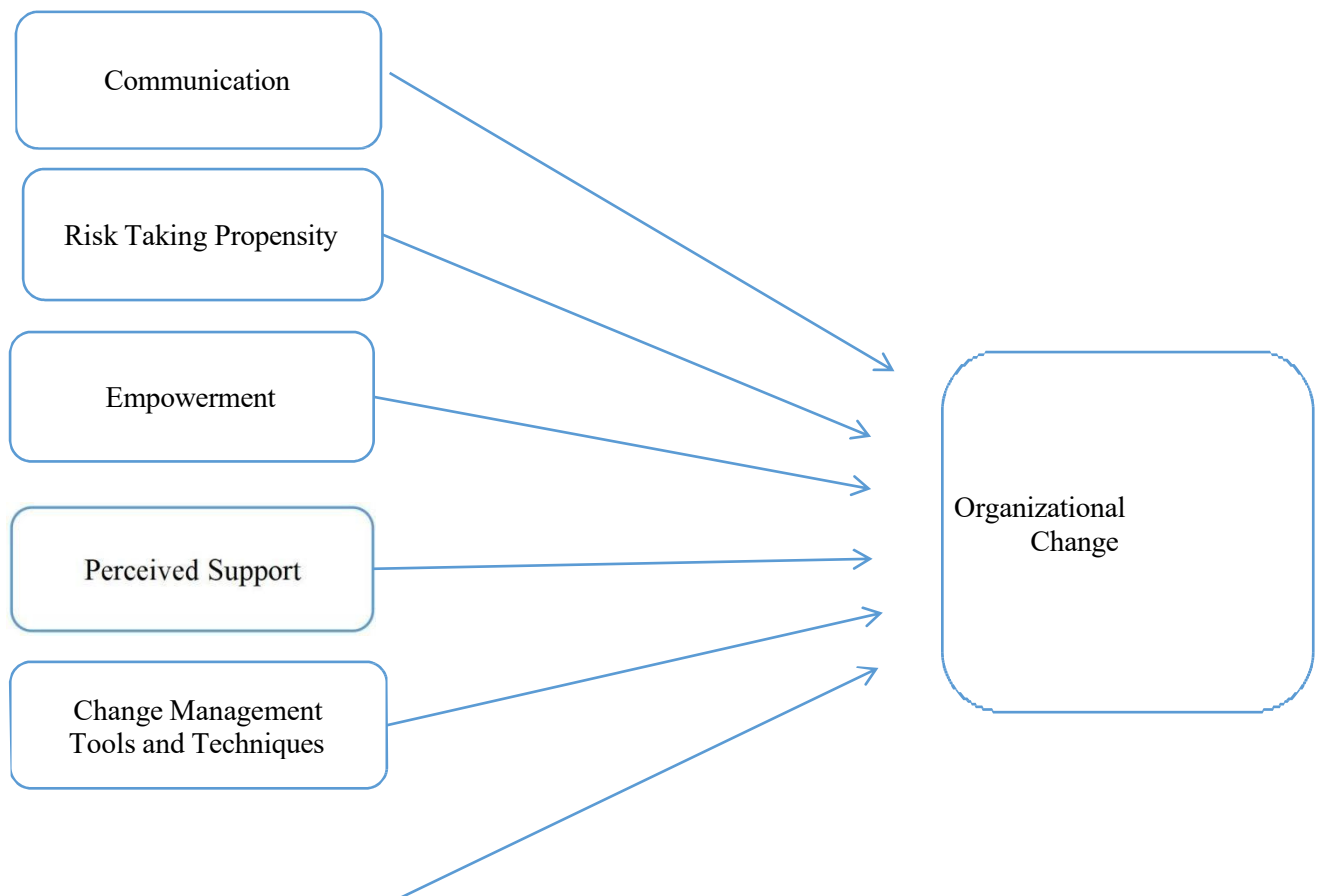 Communication
Risk Taking Propensity
Empowerment
Perceived Support
Change Management
Tools and Techniques
Organizational
Change